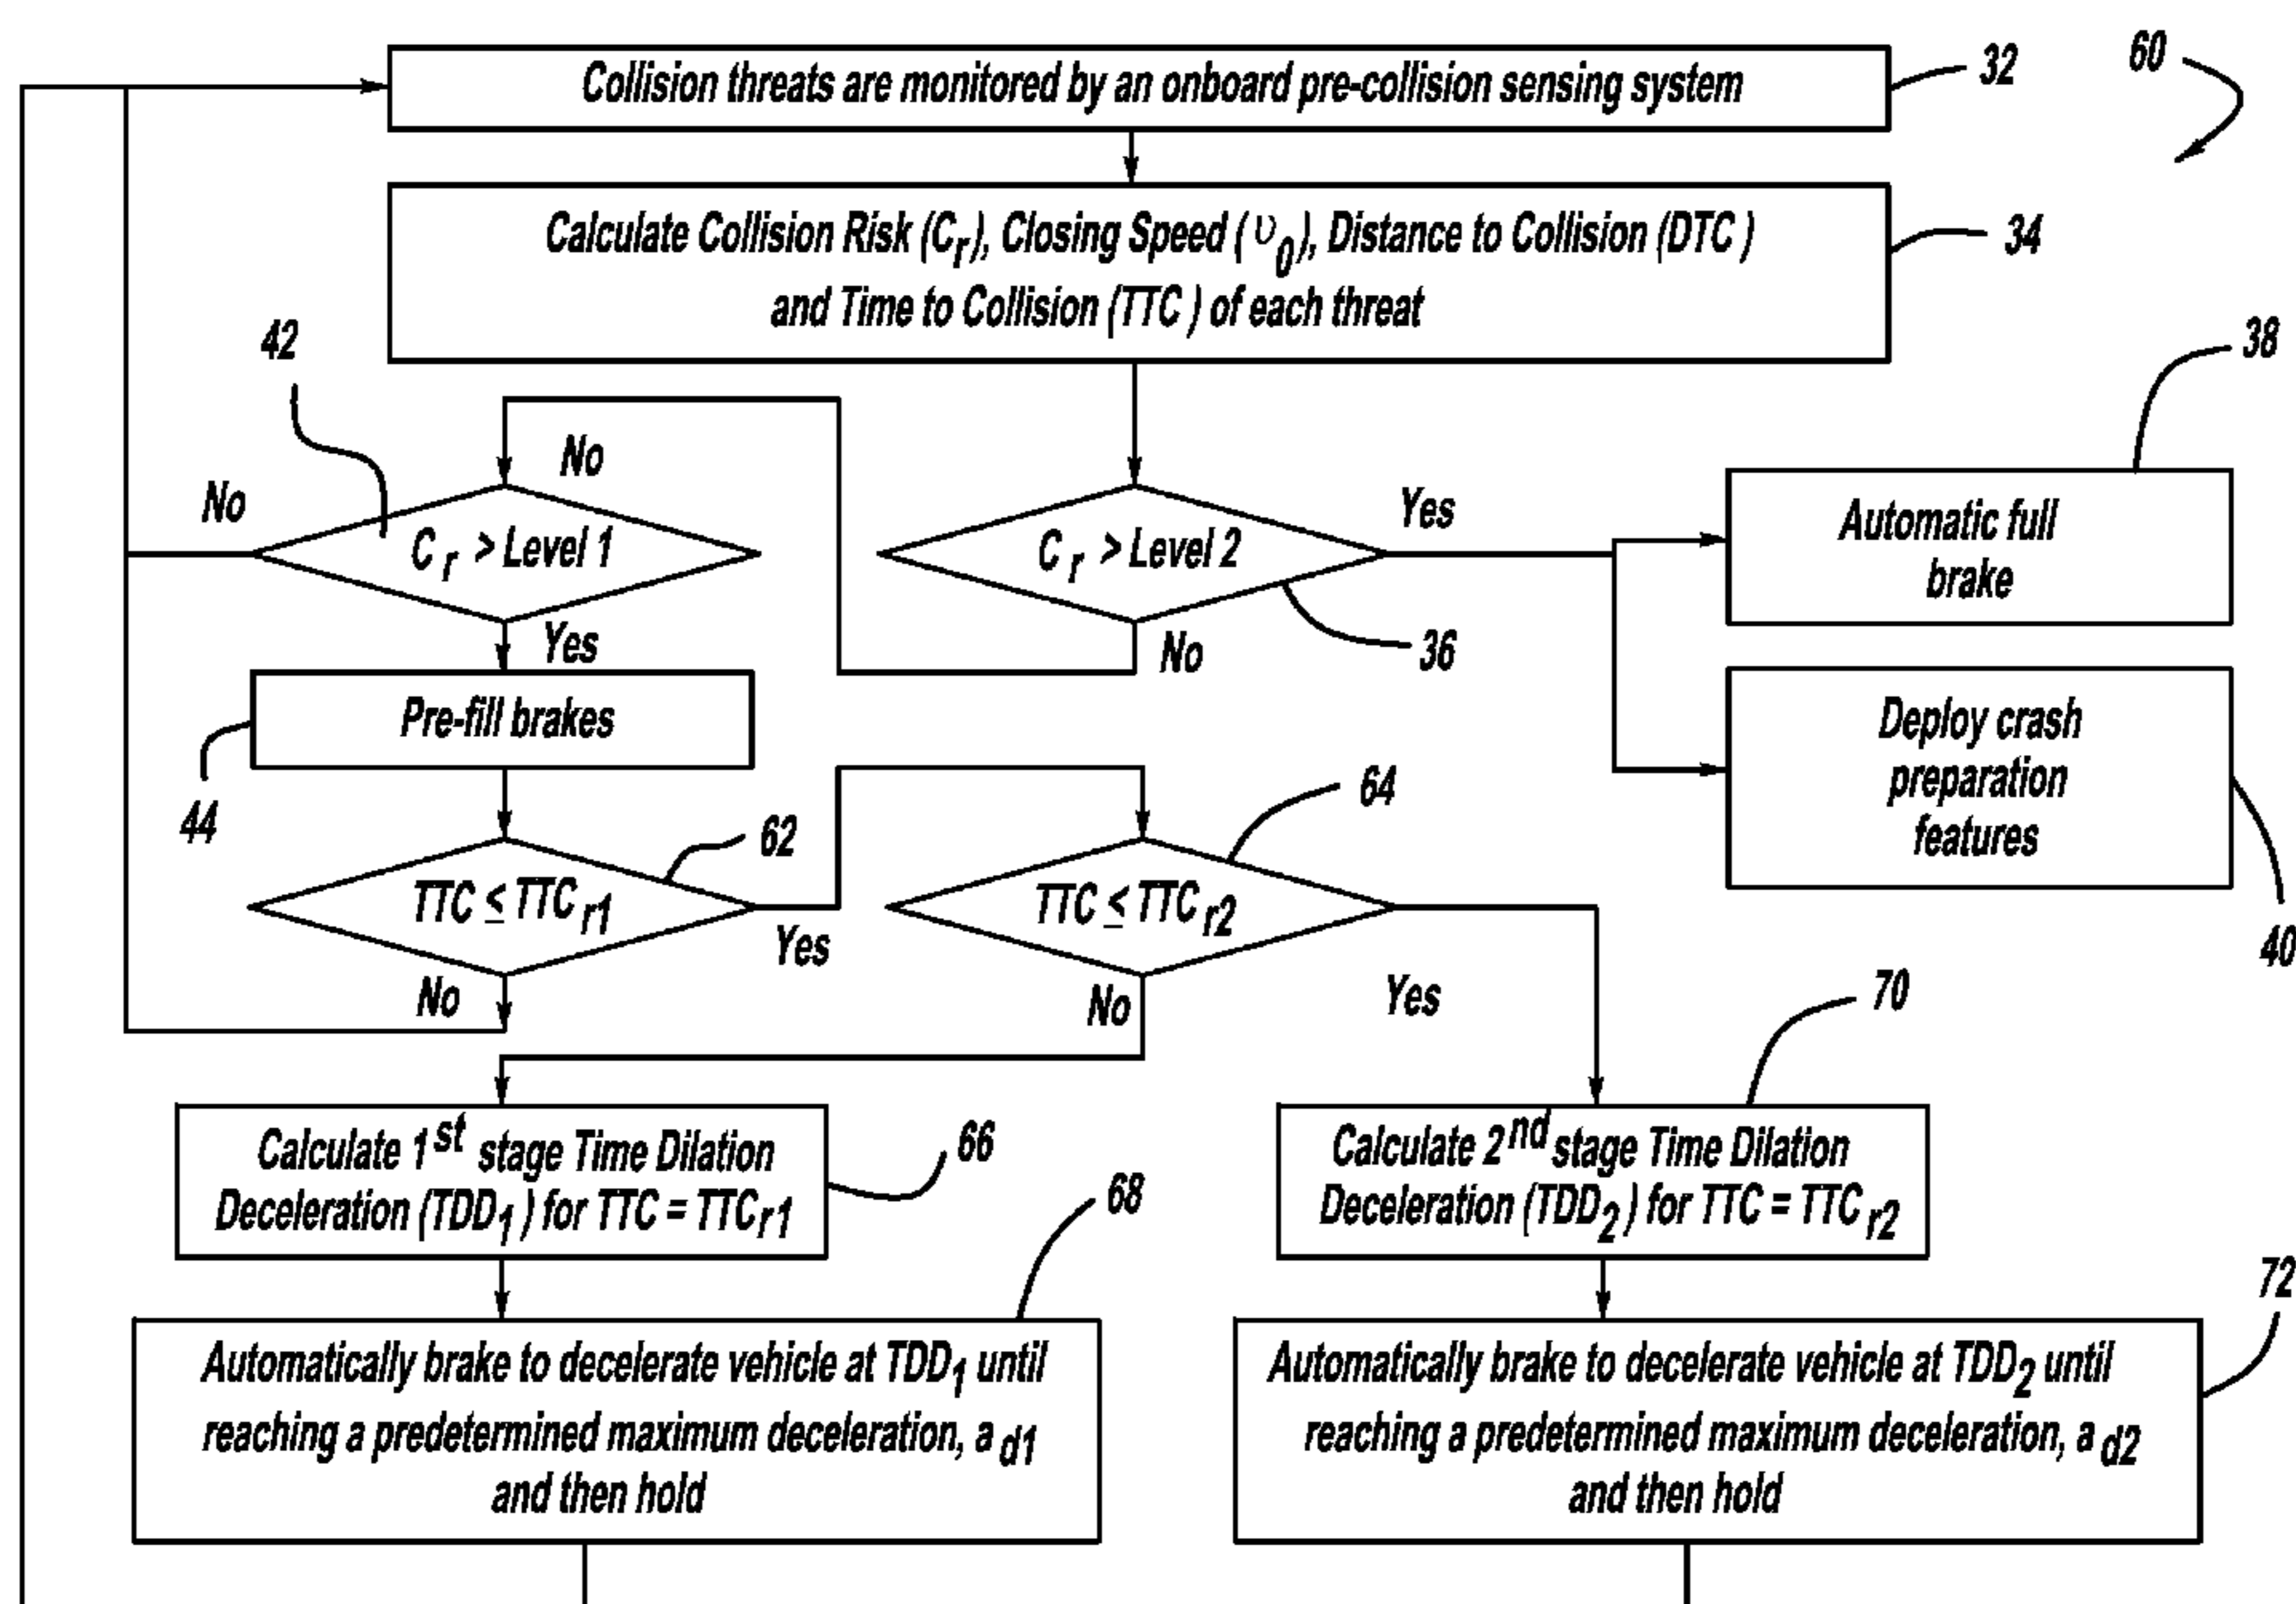 Collision threats are monitored by an onboard pre-collision sensing system
32
60
Calculate Collision Risk (Cr), Closing Speed (υ0), Distance to Collision (DTC)
and Time to Collision (TTC) of each threat
34
42
38
No
No
Cr > Level 1
Yes
Cr > Level 2
Yes
No
36
Automatic full
brake
Pre-fill brakes
44
Deploy crash
preparation
features
40
62
64
TTC ≤ TTCr1
Yes
No
TTC ≤ TTCr2
No
Yes
70
Calculate 1st stage Time Dilation
Deceleration (TDD1) for TTC = TTCr1
66
68
Calculate 2nd stage Time Dilation
Deceleration (TDD2) for TTC = TTCr2
72
Automatically brake to decelerate vehicle at TDD1 until
reaching a predetermined maximum deceleration, ad1
and then hold
Automatically brake to decelerate vehicle at TDD2 until
reaching a predetermined maximum deceleration, ad2
and then hold